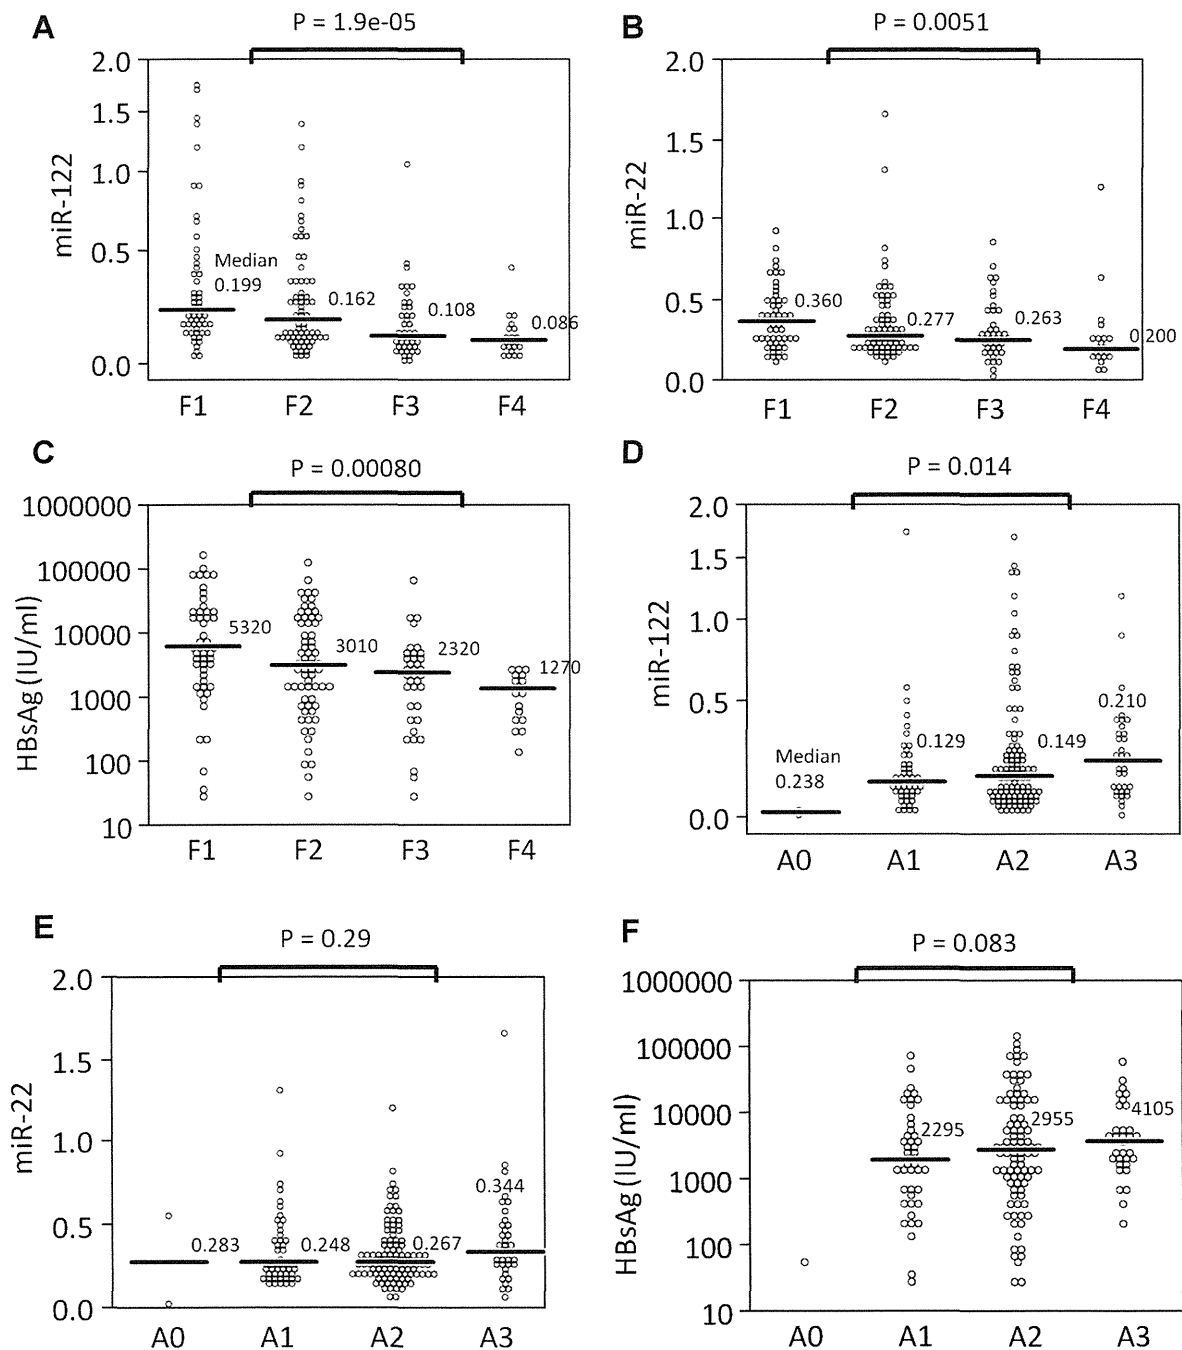 A
P = 1.9e-05
2.0
1.5
1.0
0.5
0.0
miR-122
Median
0.199
0.162
0.108
0.086
F1 F2 F3 F4
B
P = 0.0051
2.0
1.5
1.0
0.5
0.0
miR-22
0.360
0.277
0.263
0.200
F1 F2 F3 F4
C
P = 0.00080
1000000
100000
10000
1000
100
10
HBsAg (IU/ml)
5320
3010
2320
1270
F1 F2 F3 F4
D
P = 0.014
2.0
1.5
1.0
0.5
0.0
miR-122
Median
0.238
0.129
0.149
0.210
A0 A1 A2 A3
E
P = 0.29
2.0
1.5
1.0
0.5
0.0
miR-22
0.283
0.248
0.267
0.344
A0 A1 A2 A3
F
P = 0.083
1000000
100000
10000
1000
100
10
HBsAg (IU/ml)
2295
2955
4105
A0 A1 A2 A3